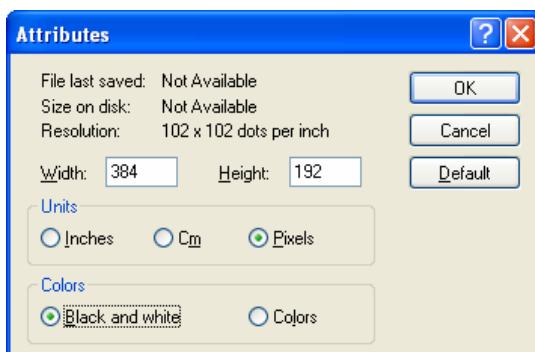 Attributes
File last saved: Not Available
Size on disk: Not Available
Resolution: 102 x 102 dots per inch
Width: 384 Height: 192
Units
Inches Cm Pixels
Colors
Black and white Colors
OK
Cancel
Default